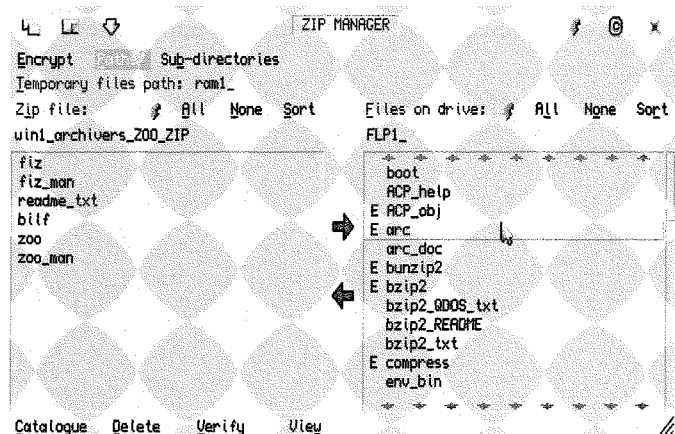 ZIP MANAGER
Encrypt Paths? Sub-directories
Temporary files path: ram1_
Zip file: All None Sort
win1_archivers_ZOO_ZIP
fiz
fiz_man
readme_txt
bilf
zoo
zoo_man
Files on drive: All None Sort
FLP1_
boot
ACP_help
E ACP_obj
E arc
arc_doc
E bunzip2
E bzip2
bzip2_QDOS_txt
bzip2_README
bzip2_txt
E compress
env_bin
Catalogue Delete Verify View